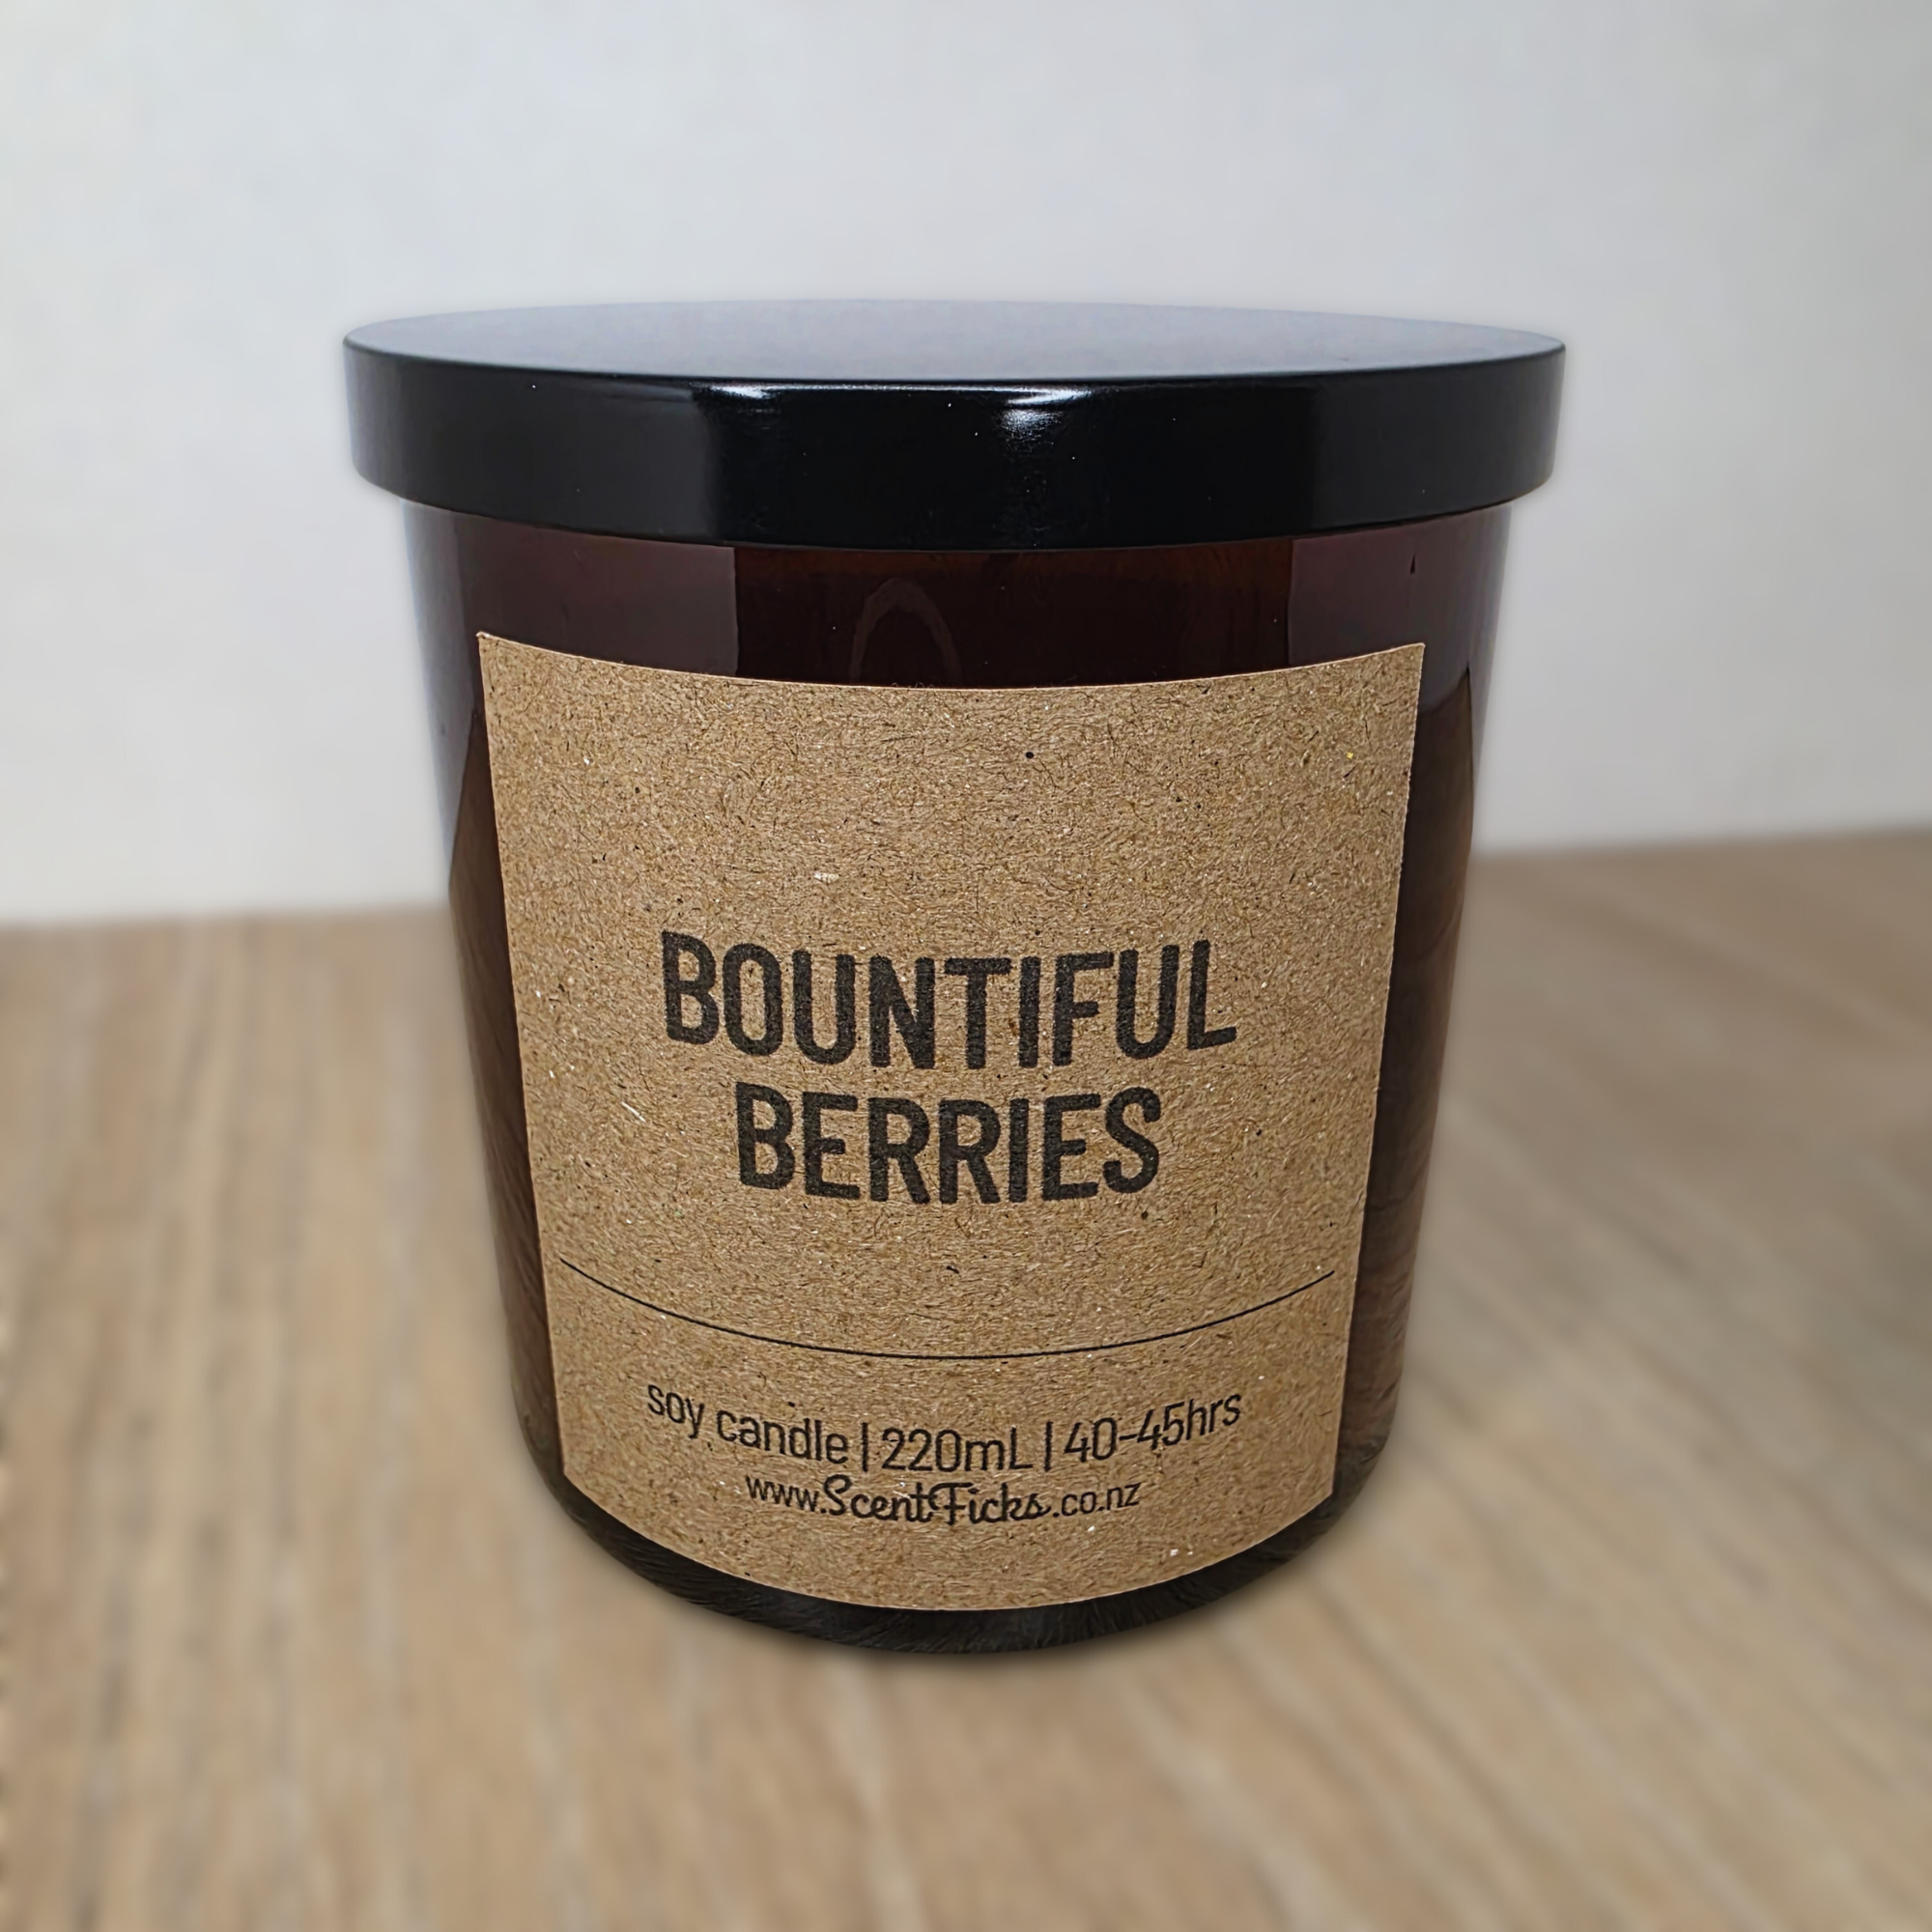 BOUNTIFUL
BERRIES
soy candle | 220mL | 40-45hrs
www.ScentFicks.co.nz